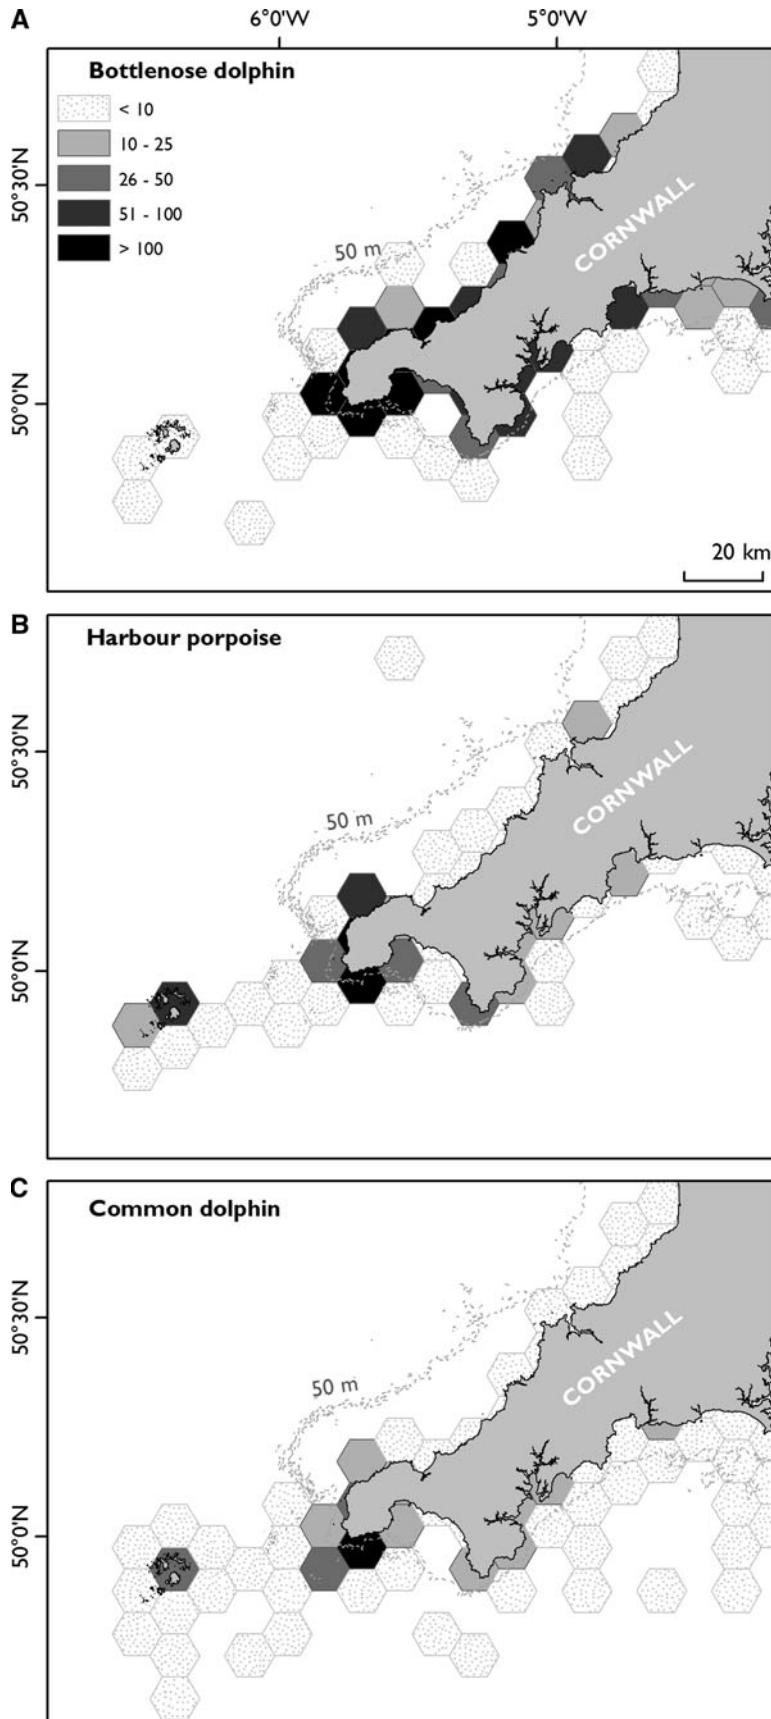 A
6°0'W
5°0'W
Bottlenose dolphin
< 10
10 - 25
26 - 50
51 - 100
> 100
50°30'N
50 m
CORNWALL
50°0'N
20 km
B
Harbour porpoise
50°30'N
50 m
CORNWALL
50°0'N
C
Common dolphin
50°30'N
50 m
CORNWALL
50°0'N